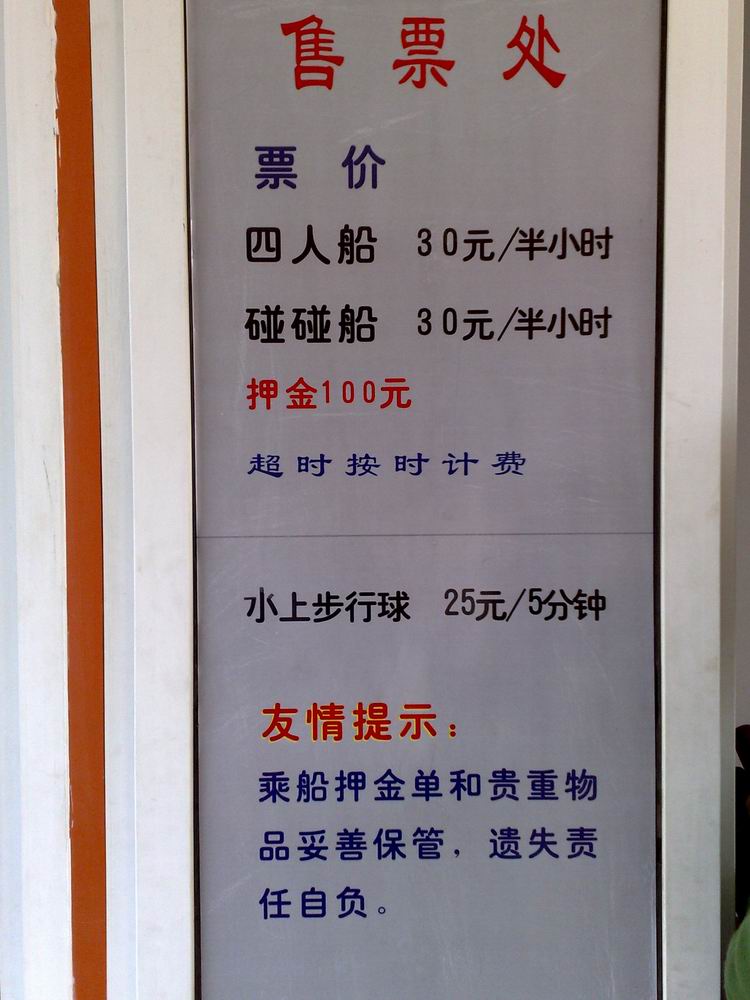 售票处
票 价
四人船 30元/半小时
碰碰船 30元/半小时
押金100元
超时按时计费
水上步行球 25元/5分钟
友情提示：
乘船押金单和贵重物
品妥善保管，遗失责
任自负。